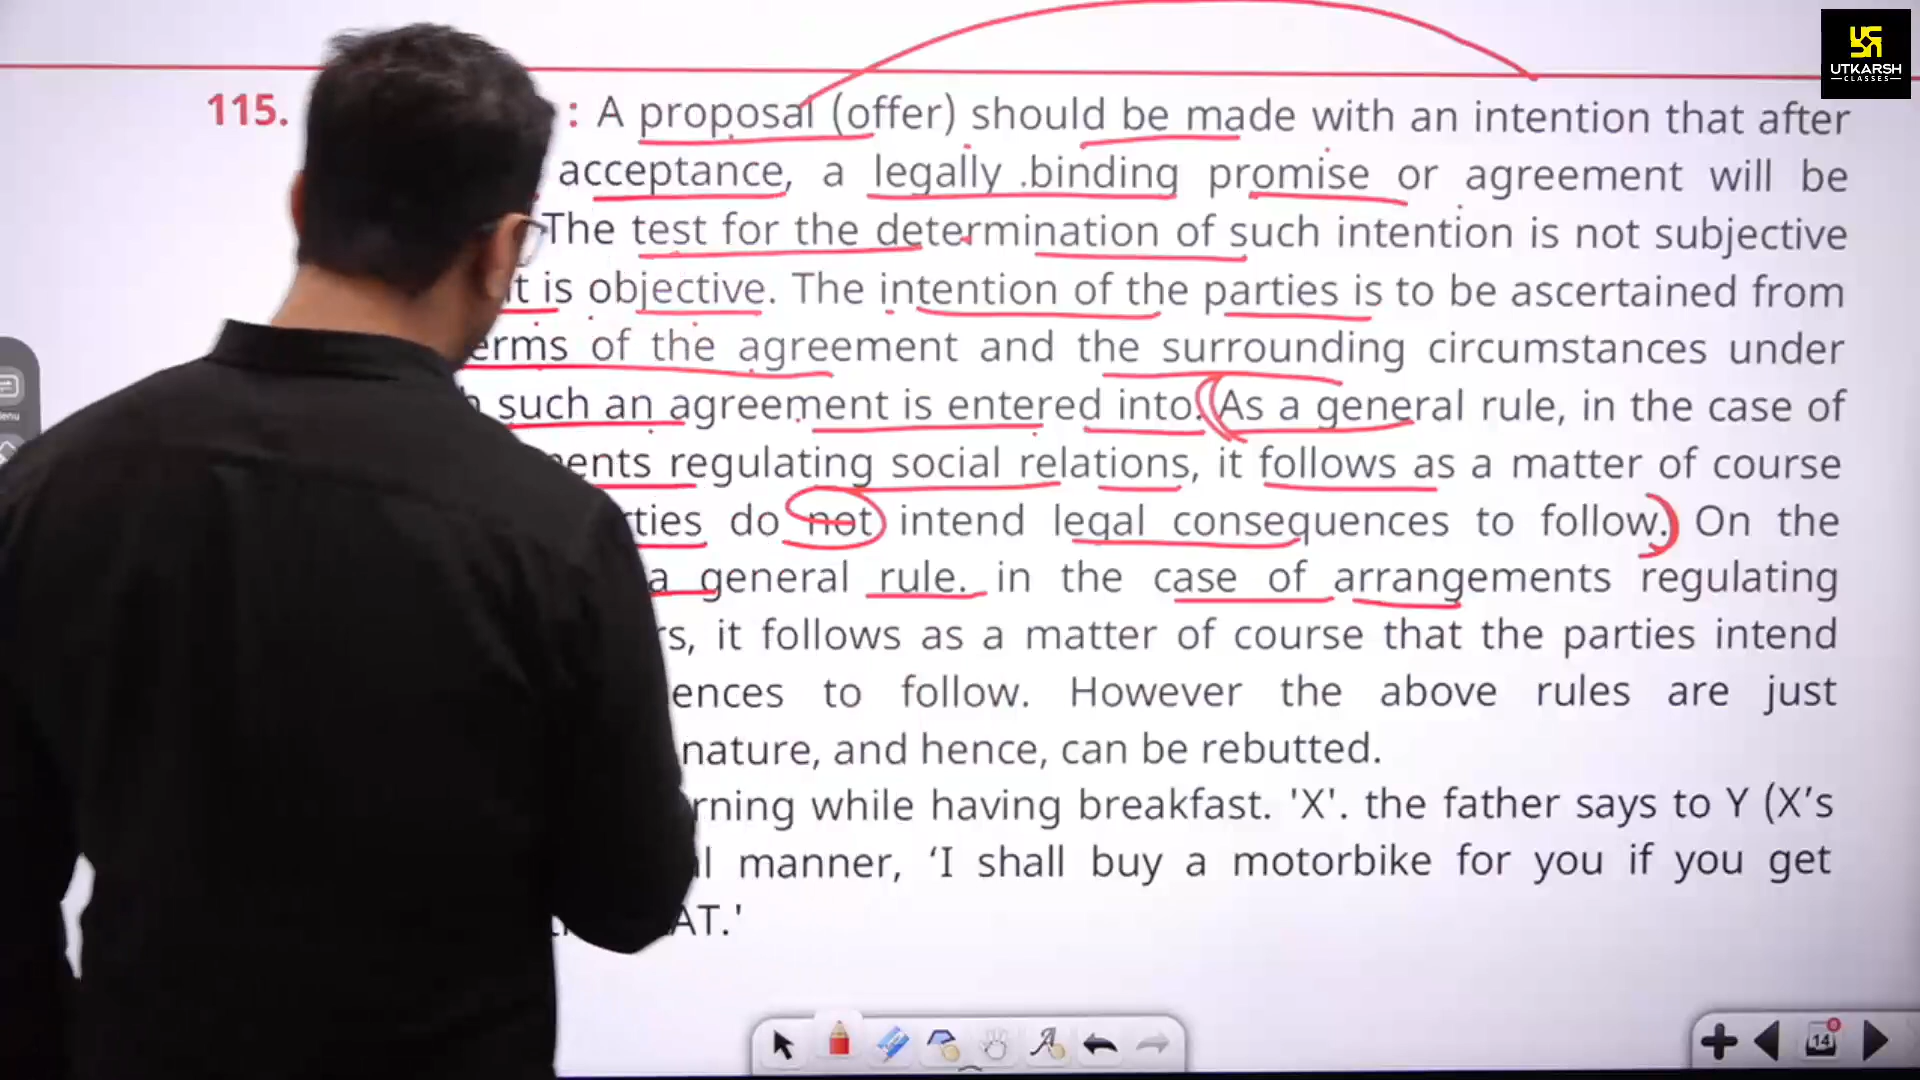 UTKARSH
CLASSES
115. : A proposal (offer) should be made with an intention that after
acceptance, a legally .binding promise or agreement will be
The test for the determination of such intention is not subjective
it is objective. The intention of the parties is to be ascertained from
terms of the agreement and the surrounding circumstances under
such an agreement is entered into. As a general rule, in the case of
regulating social relations, it follows as a matter of course
do not intend legal consequences to follow. On the
a general rule. in the case of arrangements regulating
it follows as a matter of course that the parties intend
to follow. However the above rules are just
nature, and hence, can be rebutted.
while having breakfast. 'X'. the father says to Y (X’s
manner, ‘I shall buy a motorbike for you if you get
14